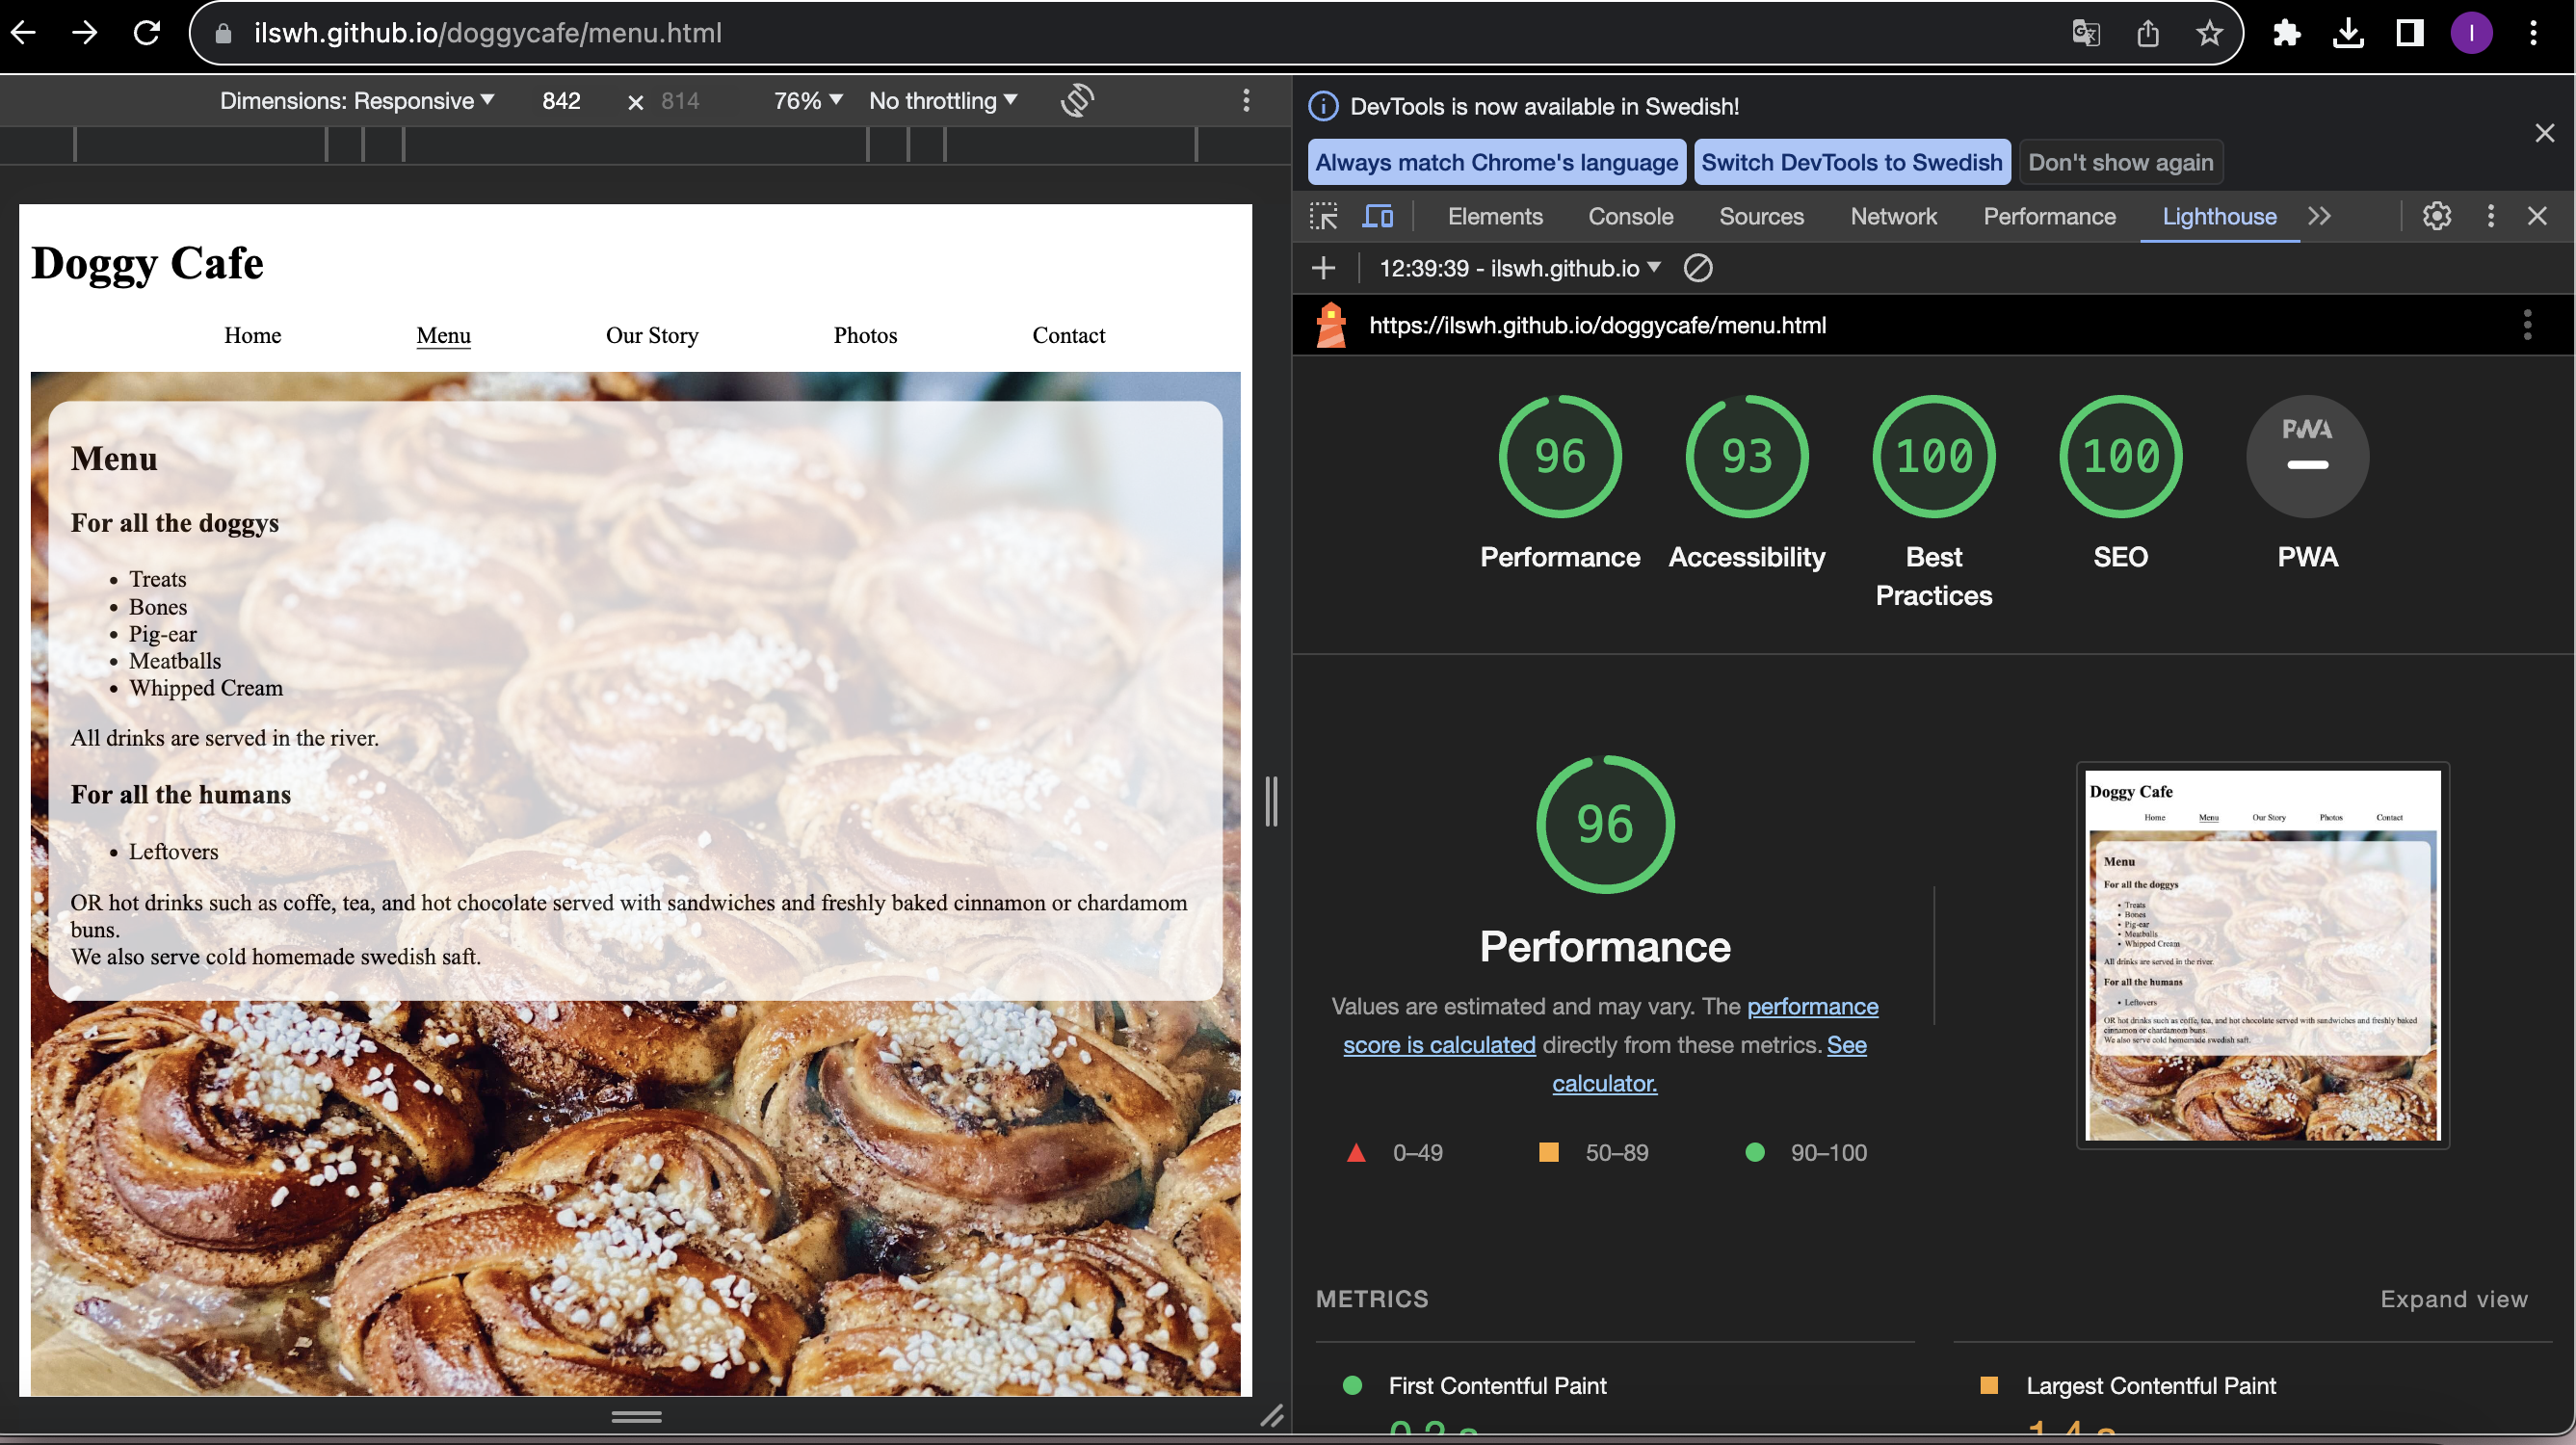 ilswh.github.io/doggycafe/menu.html
I
Dimensions: Responsive 842 × 814 76% No throttling
DevTools is now available in Swedish!
Always match Chrome's language Switch DevTools to Swedish Don't show again
Elements Console Sources Network Performance Lighthouse
12:39:39 - ilswh.github.io
https://ilswh.github.io/doggycafe/menu.html
Doggy Cafe
Home Menu Our Story Photos Contact
Menu
For all the doggys
• Treats
• Bones
• Pig-ear
• Meatballs
• Whipped Cream
All drinks are served in the river.
For all the humans
• Leftovers
OR hot drinks such as coffe, tea, and hot chocolate served with sandwiches and freshly baked cinnamon or chardamom
buns.
We also serve cold homemade swedish saft.
96 93 100 100 PWA
Performance Accessibility Best
Practices SEO PWA
96
Performance
Values are estimated and may vary. The performance
score is calculated directly from these metrics. See
calculator.
0–49 50–89 90–100
Doggy Cafe
Home Menu Our Story Photos Contact
Menu
For all the doggys
• Treats
• Bones
• Pig-ear
• Meatballs
• Whipped Cream
All drinks are served in the river.
For all the humans
• Leftovers
OR hot drinks such as coffe, tea, and hot chocolate served with sandwiches and freshly baked
cinnamon or chardamom buns.
We also serve cold homemade swedish saft.
METRICS Expand view
First Contentful Paint Largest Contentful Paint